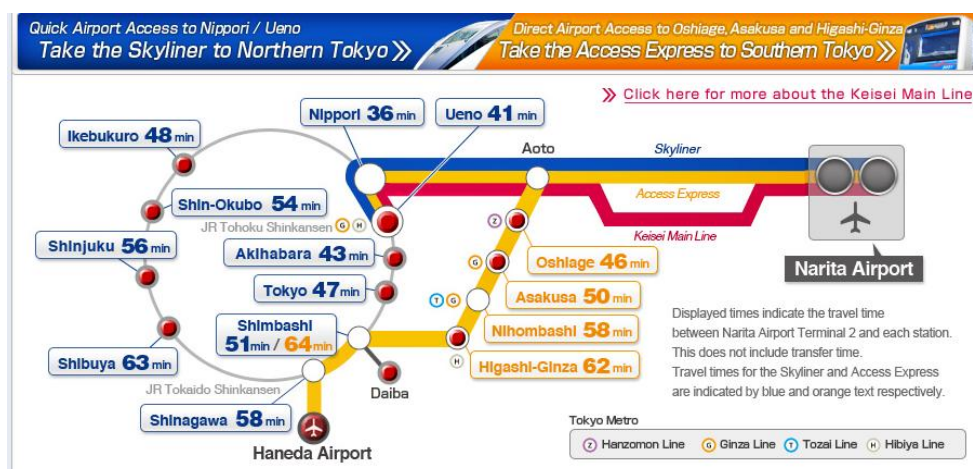 Quick Airport Access to Nippori / Ueno
Take the Skyliner to Northern Tokyo >>
Direct Airport Access to Oshiage, Asakusa and Higashi-Ginza
Take the Access Express to Southern Tokyo >>
>> Click here for more about the Keisei Main Line
Nippori 36 min
Ueno 41 min
Ikebukuro 48 min
Aoto
Skyliner
Shin-Okubo 54 min
Access Express
JR Tohoku Shinkansen G H
Z
Keisei Main Line
Shinjuku 56 min
Akihabara 43 min
Oshiage 46 min
Narita Airport
G
Tokyo 47 min
Asakusa 50 min
T G
Shimbashi
51 min / 64 min
Nihombashi 58 min
Shibuya 63 min
H
Higashi-Ginza 62 min
Displayed times indicate the travel time
between Narita Airport Terminal 2 and each station.
This does not include transfer time.
Travel times for the Skyliner and Access Express
are indicated by blue and orange text respectively.
JR Tokaido Shinkansen
Daiba
Shinagawa 58 min
Haneda Airport
Tokyo Metro
Z Hanzomon Line G Ginza Line T Tozai Line H Hibiya Line